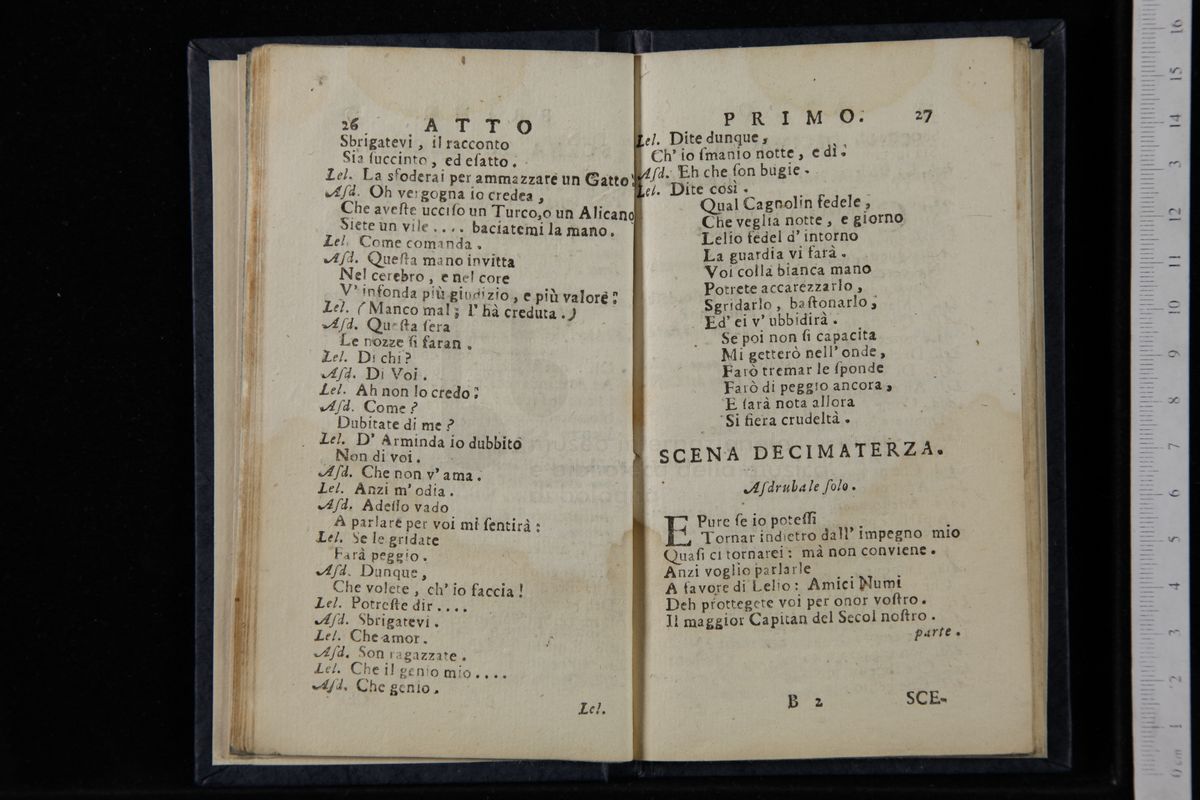 26 ATTO
Sbrigatevi, il racconto
Sia ſuccinto, ed eſatto.
Lel. La sfoderai per ammazzare un Gatto:
Aſd. Oh vergogna io credea,
Che aveſte ucciſo un Turco, o un Alicano
Siete un vile .... baciatemi la mano.
Lel. Come comanda.
Aſd. Queſta mano invitta
Nel cerebro, e nel core
V' infonda più giudizio, e più valore:
Lel. (Manco mal; l' hà creduta.)
Aſd. Queſta ſera
Le nozze ſi faran.
Lel. Di chi?
Aſd. Di Voi.
Lel. Ah non lo credo:
Aſd. Come?
Dubitate di me?
Lel. D' Arminda io dubbito
Non di voi.
Aſd. Che non v' ama.
Lel. Anzi m' odia.
Aſd. Adeſſo vado
A parlare per voi mi ſentirà:
Lel. Se le gridate
Farà peggio.
Aſd. Dunque,
Che volete, ch' io faccia!
Lel. Potreſte dir ....
Aſd. Sbrigatevi.
Lel. Che amor.
Aſd. Son ragazzate.
Lel. Che il genio mio ....
Aſd. Che genio.
Lel.
PRIMO. 27
Lel. Dite dunque,
Ch' io ſmanio notte, e dì:
Aſd. Eh che ſon bugie.
Lel. Dite così.
Qual Cagnolin fedele,
Che veglia notte, e giorno
Lelio fedel d' intorno
La guardia vi farà.
Voi colla bianca mano
Potrete accarezzarlo,
Sgridarlo, baſtonarlo,
Ed' ei v' ubbidirà.
Se poi non ſi capacita
Mi getterò nell' onde,
Farò tremar le ſponde
Farò di peggio ancora,
E ſarà nota allora
Si fiera crudeltà.
SCENA DECIMATERZA.
Aſdrubale ſolo.
E Pure ſe io poteſſi
Tornar indietro dall' impegno mio
Quaſi ci tornarei: mà non conviene.
Anzi voglio parlarle
A favore di Lelio: Amici Numi
Deh prottegete voi per onor voſtro.
Il maggior Capitan del Secol noſtro.
parte.
B 2 SCE-